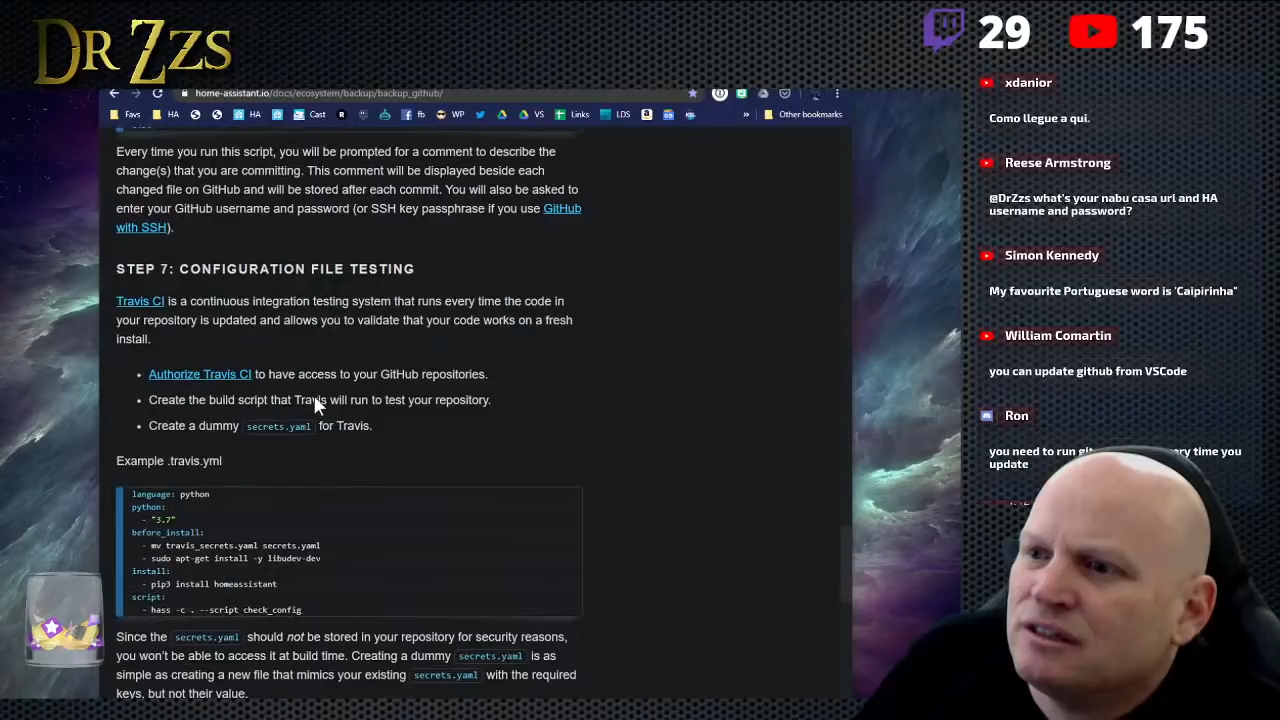 DR ZZS
29
175
home-assistant.io/docs/ecosystem/backup/backup_github/
Favs
HA
HA
Cast
fb
WP
VS
Links
LDS
Other bookmarks
Every time you run this script, you will be prompted for a comment to describe the
change(s) that you are committing. This comment will be displayed beside each
changed file on GitHub and will be stored after each commit. You will also be asked to
enter your GitHub username and password (or SSH key passphrase if you use GitHub
with SSH).
STEP 7: CONFIGURATION FILE TESTING
Travis CI is a continuous integration testing system that runs every time the code in
your repository is updated and allows you to validate that your code works on a fresh
install.
• Authorize Travis CI to have access to your GitHub repositories.
• Create the build script that Travis will run to test your repository.
• Create a dummy secrets.yaml for Travis.
Example .travis.yml
language: python
python:
- "3.7"
before_install:
- mv travis_secrets.yaml secrets.yaml
- sudo apt-get install -y libudev-dev
install:
- pip3 install homeassistant
script:
- hass -c . --script check_config
Since the secrets.yaml should not be stored in your repository for security reasons,
you won't be able to access it at build time. Creating a dummy secrets.yaml is as
simple as creating a new file that mimics your existing secrets.yaml with the required
keys, but not their value.
xdanior
Como llegue a qui.
Reese Armstrong
@DrZzs what's your nabu casa url and HA
username and password?
Simon Kennedy
My favourite Portuguese word is 'Caipirinha"
William Comartin
you can update github from VSCode
Ron
you need to run git every time you
update